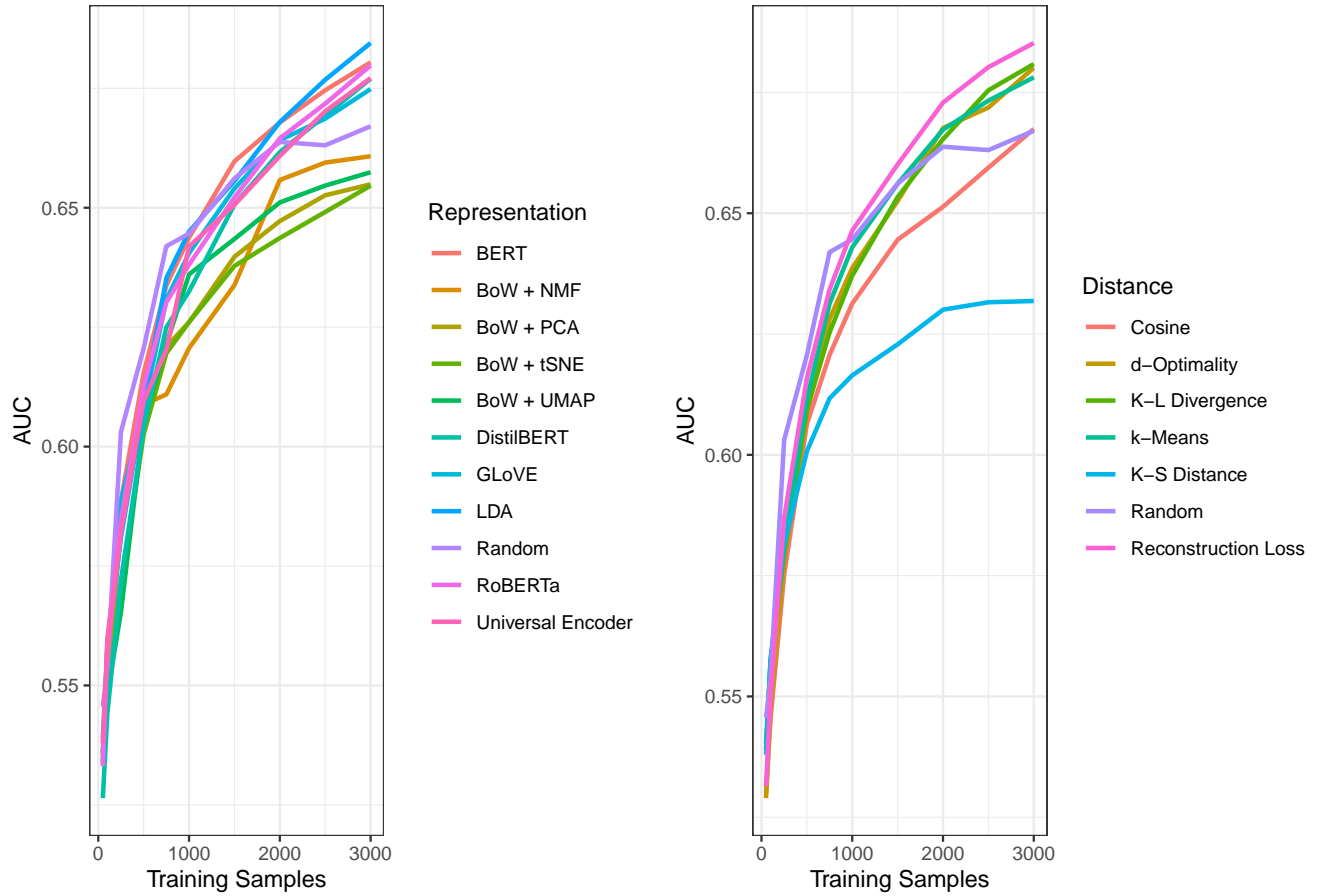 AUC
0.65
0.60
0.55
0
1000
2000
3000
Training Samples
Representation
BERT
BoW + NMF
BoW + PCA
BoW + tSNE
BoW + UMAP
DistilBERT
GLoVE
LDA
Random
RoBERTa
Universal Encoder
AUC
0.65
0.60
0.55
0
1000
2000
3000
Training Samples
Distance
Cosine
d−Optimality
K−L Divergence
k−Means
K−S Distance
Random
Reconstruction Loss